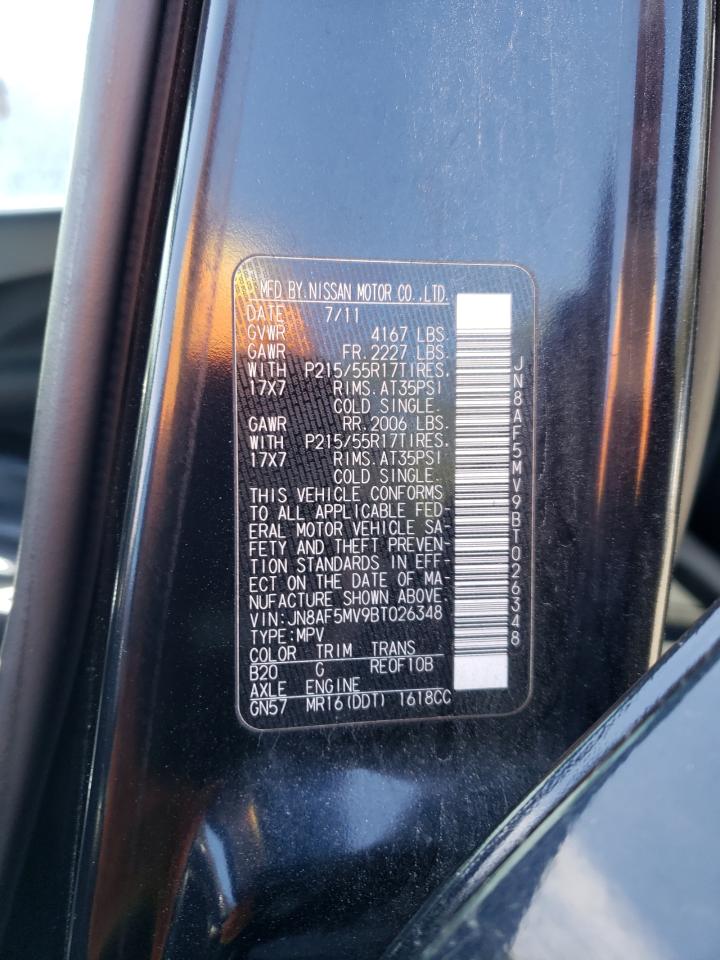 MFD BY.NISSAN MOTOR CO.,LTD.
DATE 7/11
GVWR 4167 LBS.
GAWR FR.2227 LBS.
WITH P215/55R17TIRES.
17X7 RIMS.AT35PSI
COLD SINGLE.
GAWR RR.2006 LBS.
WITH P215/55R17TIRES.
17X7 RIMS.AT35PSI
COLD SINGLE.
THIS VEHICLE CONFORMS
TO ALL APPLICABLE FED-
ERAL MOTOR VEHICLE SA-
FETY AND THEFT PREVEN-
TION STANDARDS IN EFF-
ECT ON THE DATE OF MA-
NUFACTURE SHOWN ABOVE.
VIN:JN8AF5MV9BT026348
TYPE:MPV
COLOR TRIM TRANS
B20 G RE0F10B
AXLE ENGINE
GN57 MR16(DDT) 1618CC
JN8AF5MV9BT026348